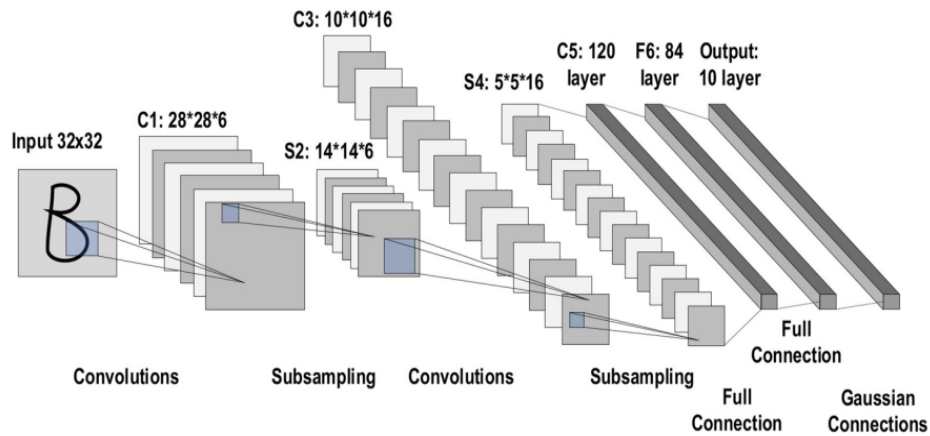 C3: 10*10*16
C5: 120
layer
F6: 84
layer
Output:
10 layer
S4: 5*5*16
C1: 28*28*6
Input 32x32
S2: 14*14*6
B
Full
Connection
Convolutions
Subsampling
Convolutions
Subsampling
Full
Connection
Gaussian
Connections